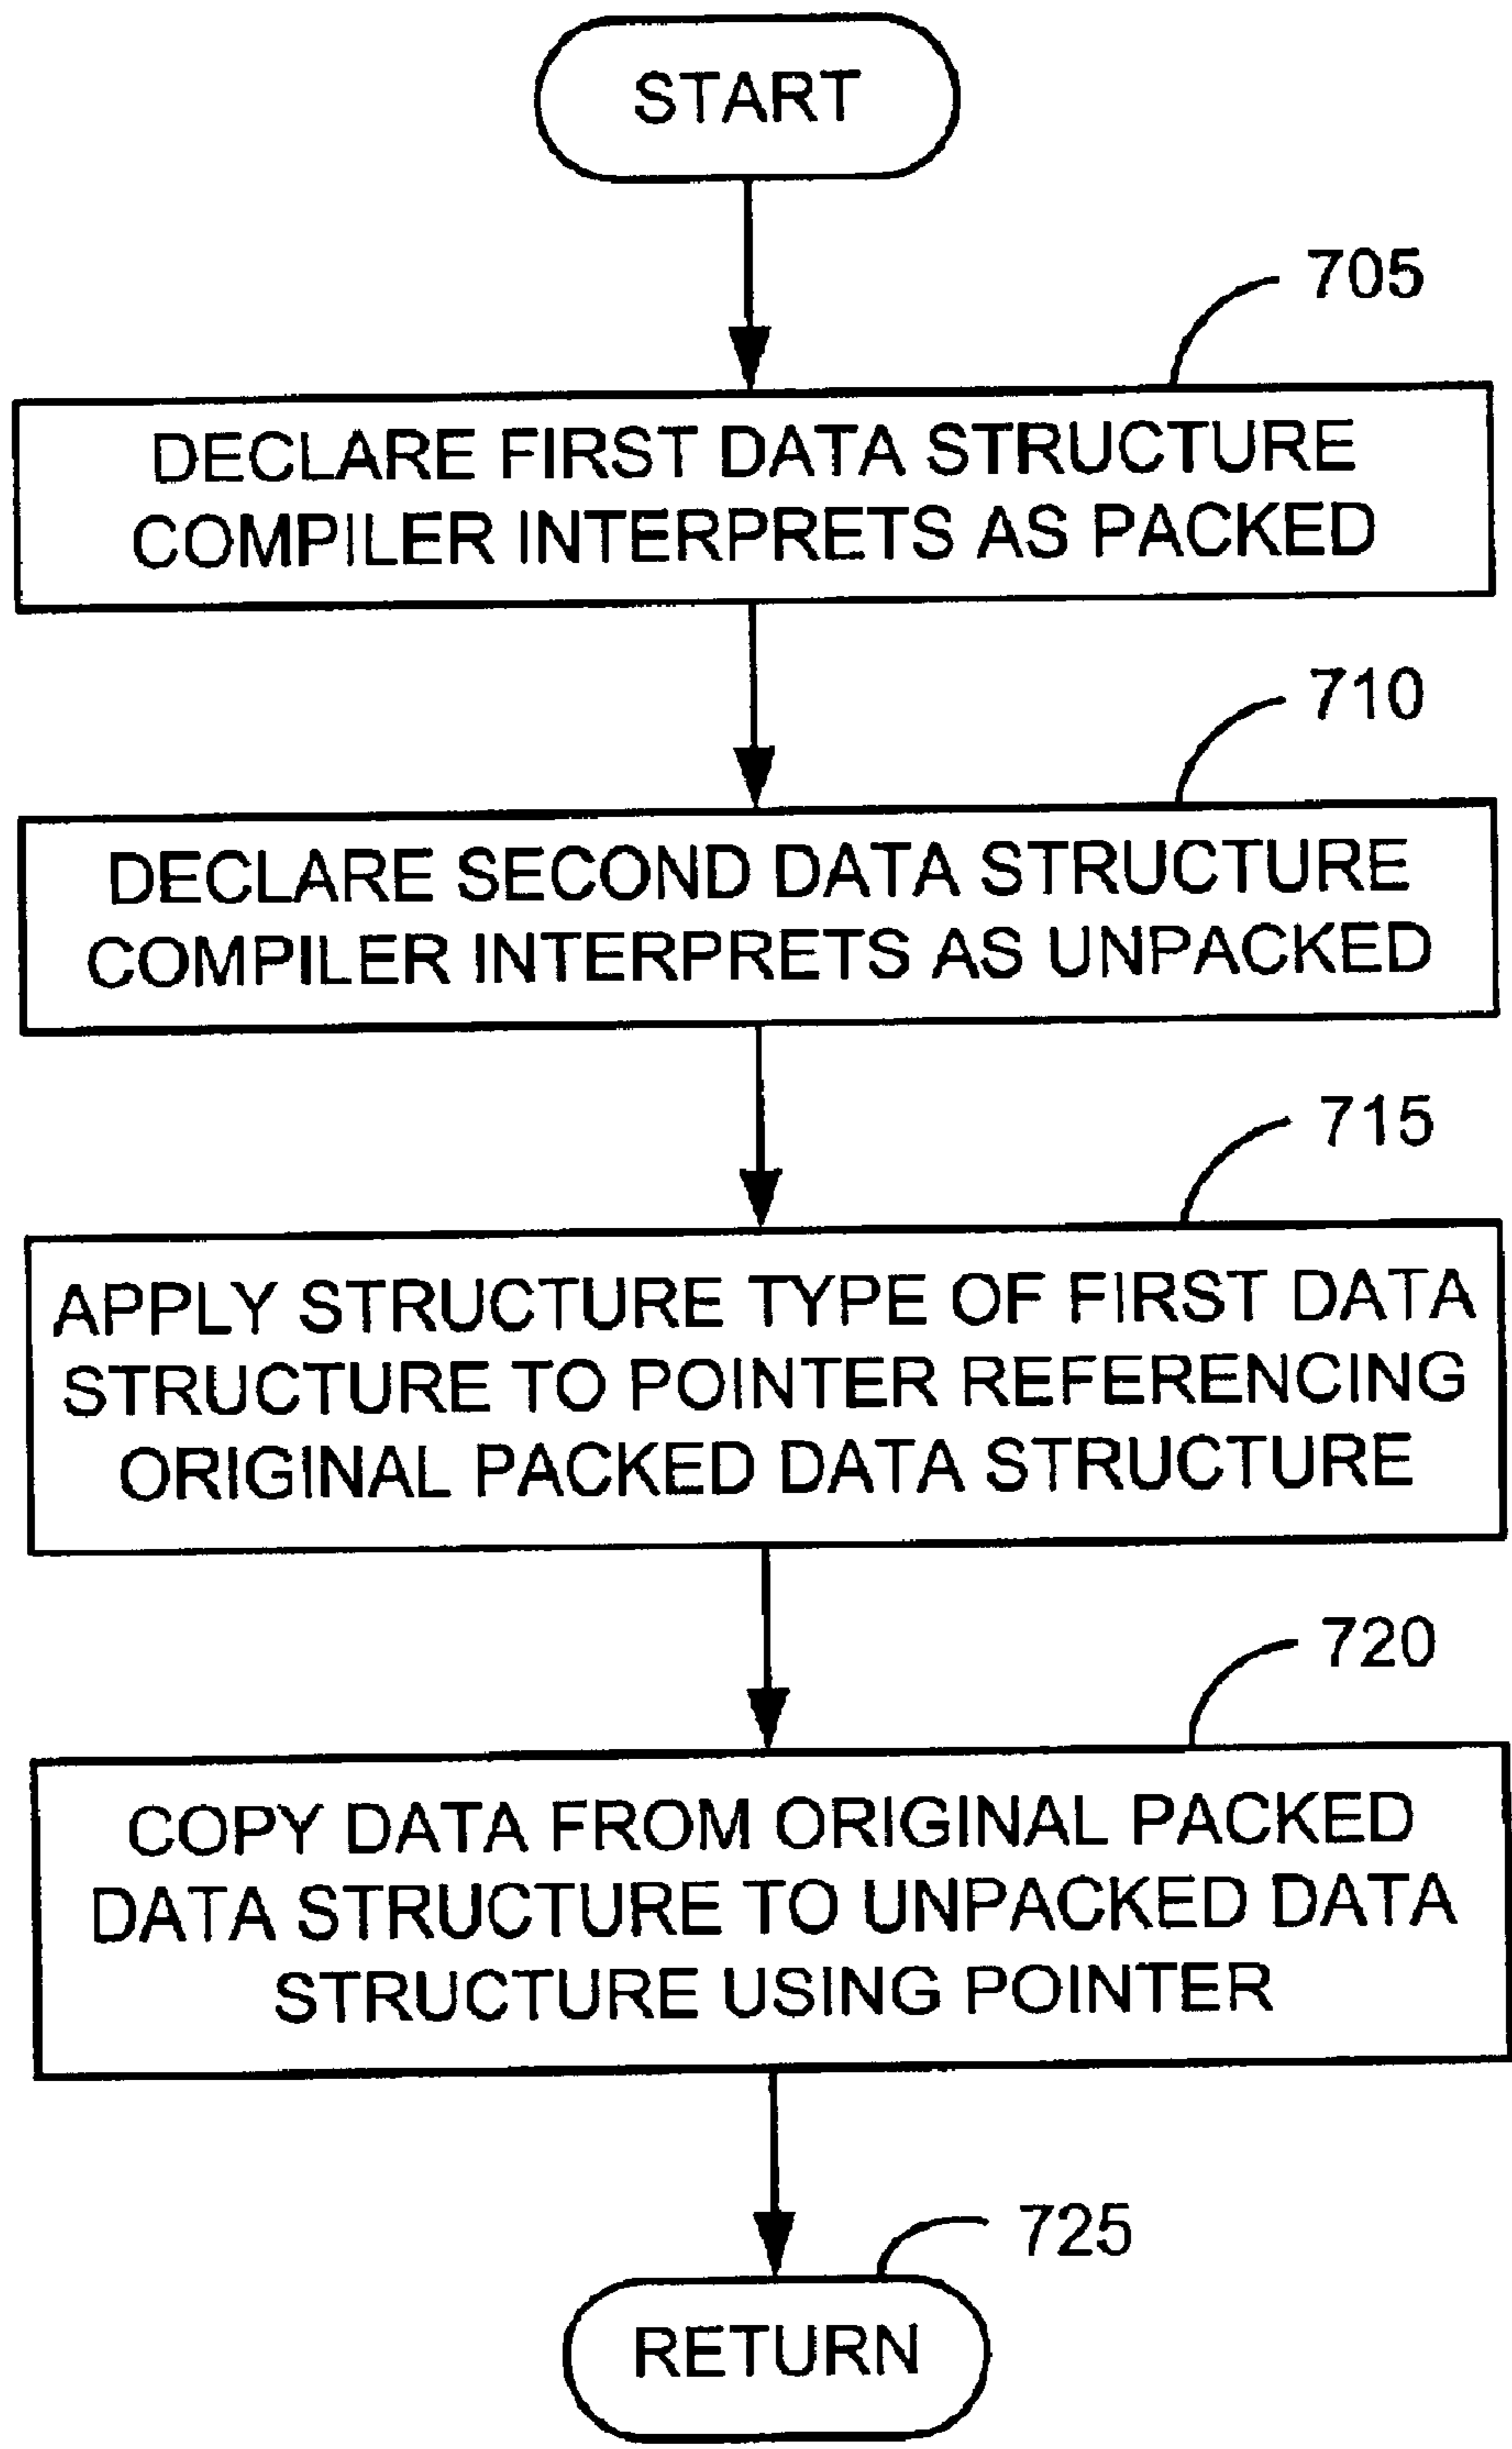 START
705
DECLARE FIRST DATA STRUCTURE
COMPILER INTERPRETS AS PACKED
710
DECLARE SECOND DATA STRUCTURE
COMPILER INTERPRETS AS UNPACKED
715
APPLY STRUCTURE TYPE OF FIRST DATA
STRUCTURE TO POINTER REFERENCING
ORIGINAL PACKED DATA STRUCTURE
720
COPY DATA FROM ORIGINAL PACKED
DATA STRUCTURE TO UNPACKED DATA
STRUCTURE USING POINTER
725
RETURN